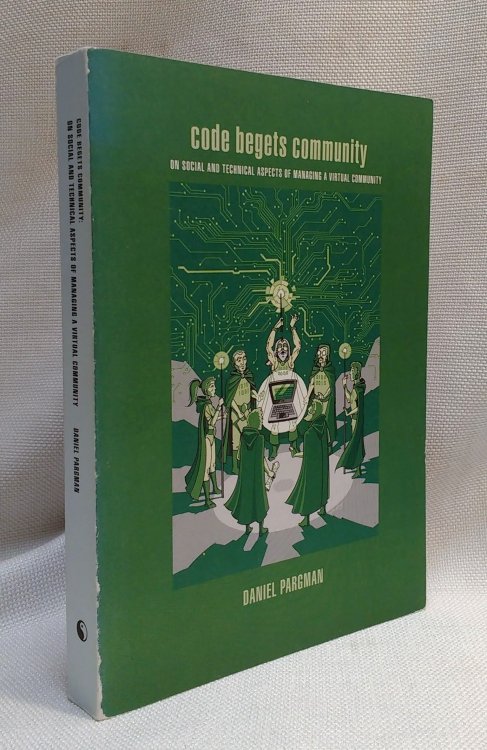 code begets community
ON SOCIAL AND TECHNICAL ASPECTS OF MANAGING A VIRTUAL COMMUNITY
DANIEL PARGMAN
CODE BEGETS COMMUNITY:
ON SOCIAL AND TECHNICAL ASPECTS OF MANAGING A VIRTUAL COMMUNITY
DANIEL PARGMAN